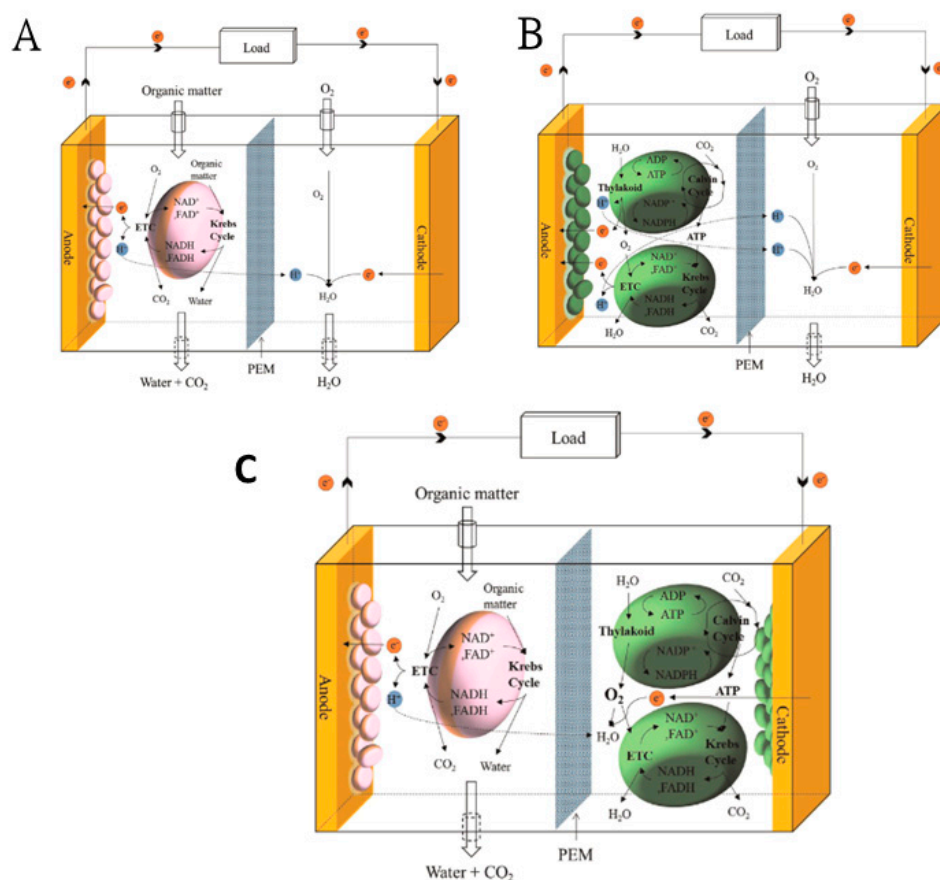 A
e⁻
e⁻
Load
e⁻
e⁻
Organic matter
O₂
Anode
O₂
Organic
matter
NAD⁺
,FAD⁺
e⁻
ETC
Krebs
Cycle
H⁺
NADH
,FADH
CO₂
Water
O₂
H⁺
e⁻
H₂O
Cathode
PEM
Water + CO₂
H₂O
B
e⁻
e⁻
Load
e⁻
e⁻
O₂
Anode
H₂O
ADP
ATP
CO₂
Thylakoid
Calvin
Cycle
H⁺
NADP⁺
NADPH
e⁻
O₂
ATP
e⁻
NAD⁺
,FAD⁺
ETC
Krebs
Cycle
H⁺
NADH
,FADH
H₂O
CO₂
O₂
H⁺
H⁺
e⁻
H₂O
Cathode
PEM
H₂O
C
e⁻
e⁻
Load
e⁻
e⁻
Organic matter
Anode
O₂
Organic
matter
NAD⁺
,FAD⁺
e⁻
ETC
Krebs
Cycle
H⁺
NADH
,FADH
CO₂
Water
H₂O
ADP
ATP
CO₂
Thylakoid
Calvin
Cycle
NADP⁺
NADPH
O₂
e⁻
ATP
H₂O
NAD⁺
,FAD⁺
ETC
Krebs
Cycle
NADH
,FADH
H₂O
CO₂
Cathode
PEM
Water + CO₂